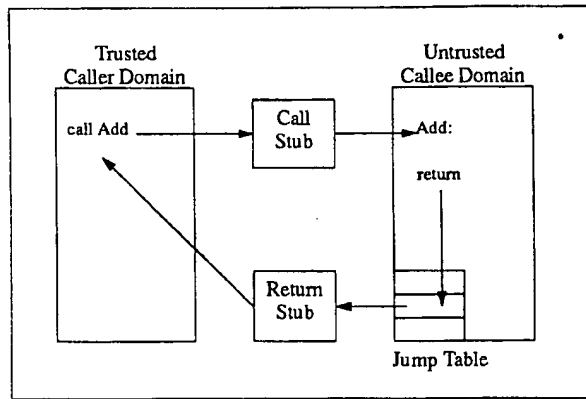 Trusted
Caller Domain
Untrusted
Callee Domain
call Add
Call
Stub
Add:
return
Return
Stub
Jump Table